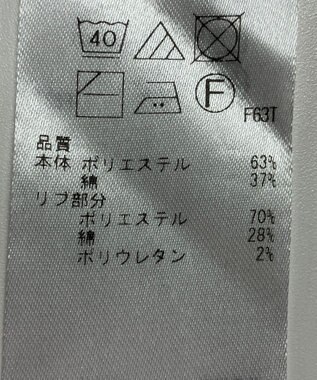 40
F F63T
品質
本体 ポリエステル 63%
綿 37%
リブ部分
ポリエステル 70%
綿 28%
ポリウレタン 2%